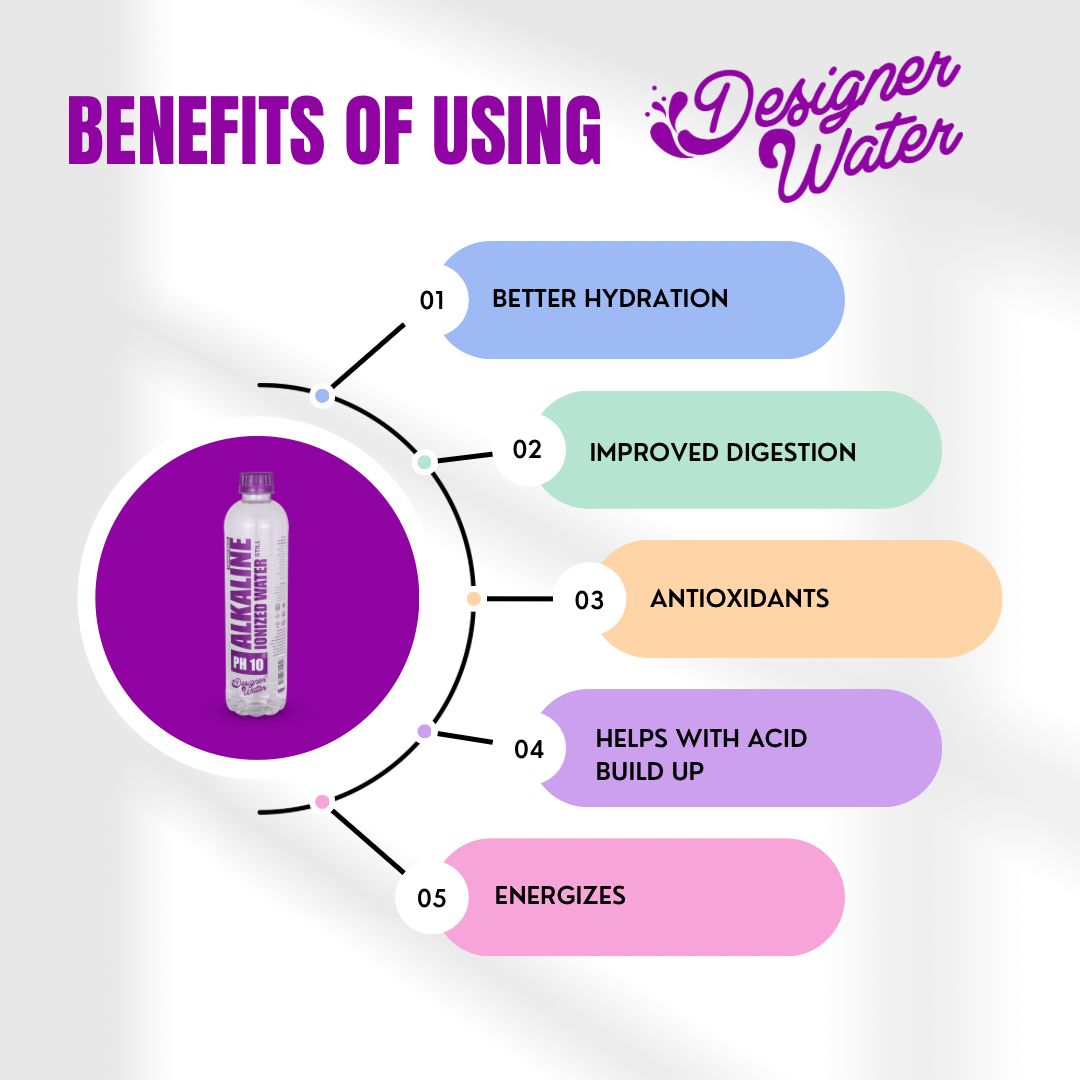 BENEFITS OF USING
Designer
Water
01
BETTER HYDRATION
02
IMPROVED DIGESTION
03
ANTIOXIDANTS
04
HELPS WITH ACID
BUILD UP
05
ENERGIZES
ALKALINE
IONIZED WATER STILL
PH 10
Designer
Water